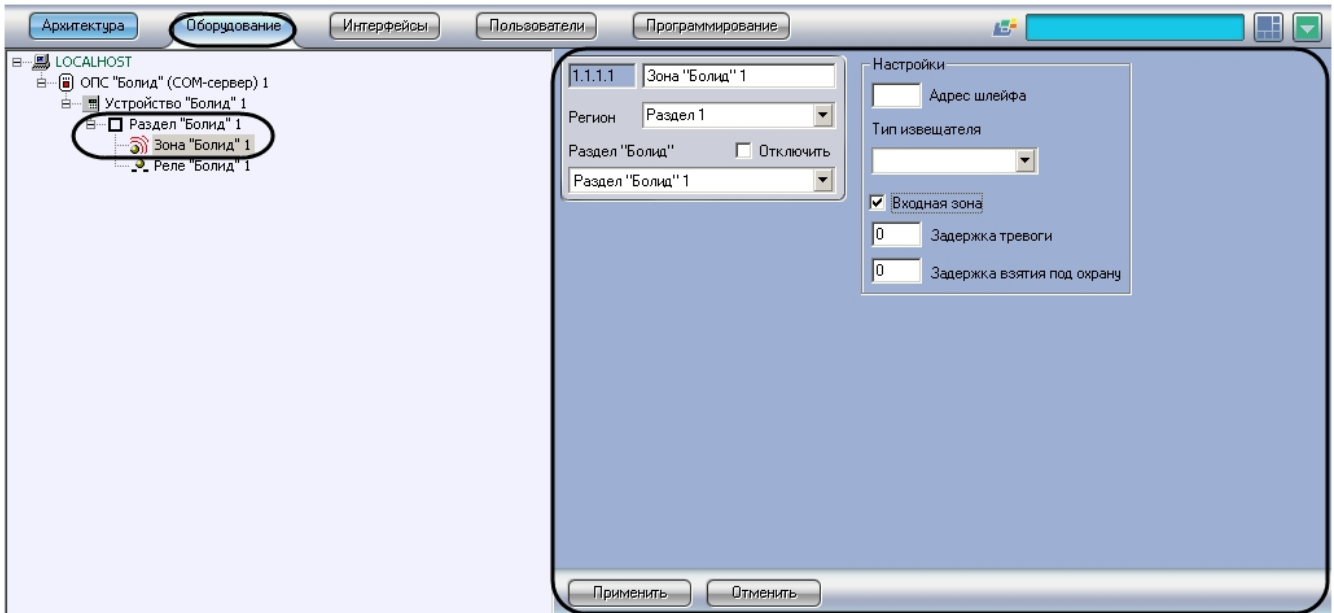 Архитектура
Оборудование
Интерфейсы
Пользователи
Программирование
LOCALHOST
ОПС "Болид" (COM-сервер) 1
Устройство "Болид" 1
Раздел "Болид" 1
Зона "Болид" 1
Реле "Болид" 1
1.1.1.1
Зона "Болид" 1
Регион
Раздел 1
Раздел "Болид"
Отключить
Раздел "Болид" 1
Настройки
Адрес шлейфа
Тип извещателя
Входная зона
0
Задержка тревоги
0
Задержка взятия под охрану
Применить
Отменить